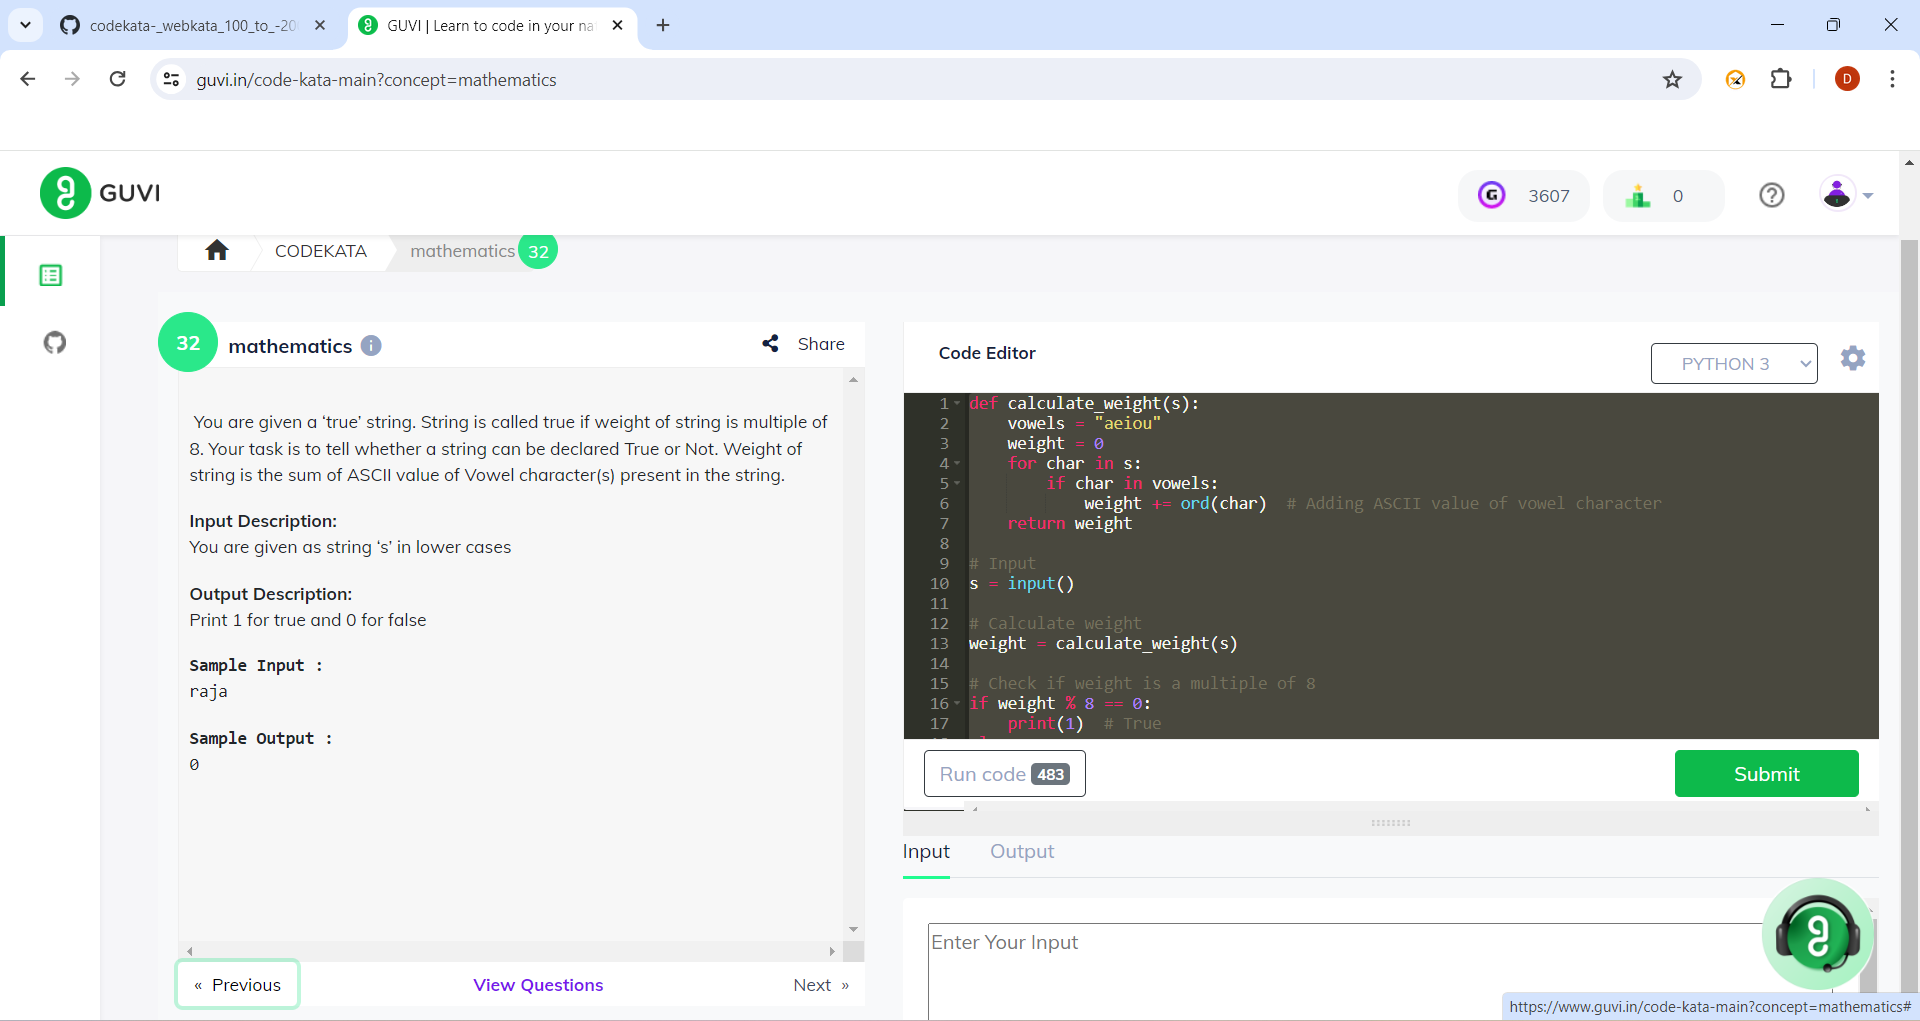 codekata-_webkata_100_to_-20
GUVI | Learn to code in your na
guvi.in/code-kata-main?concept=mathematics
D
GUVI
G
3607
0
CODEKATA
mathematics
32
32
mathematics
Share
You are given a ‘true’ string. String is called true if weight of string is multiple of
8. Your task is to tell whether a string can be declared True or Not. Weight of
string is the sum of ASCII value of Vowel character(s) present in the string.
Input Description:
You are given as string ‘s’ in lower cases
Output Description:
Print 1 for true and 0 for false
Sample Input :
raja
Sample Output :
0
« Previous
View Questions
Next »
Code Editor
PYTHON 3
1 def calculate_weight(s):
2 vowels = "aeiou"
3 weight = 0
4 for char in s:
5 if char in vowels:
6 weight += ord(char) # Adding ASCII value of vowel character
7 return weight
8
9 # Input
10 s = input()
11
12 # Calculate weight
13 weight = calculate_weight(s)
14
15 # Check if weight is a multiple of 8
16 if weight % 8 == 0:
17 print(1) # True
Run code 483
Submit
Input
Output
Enter Your Input
https://www.guvi.in/code-kata-main?concept=mathematics#